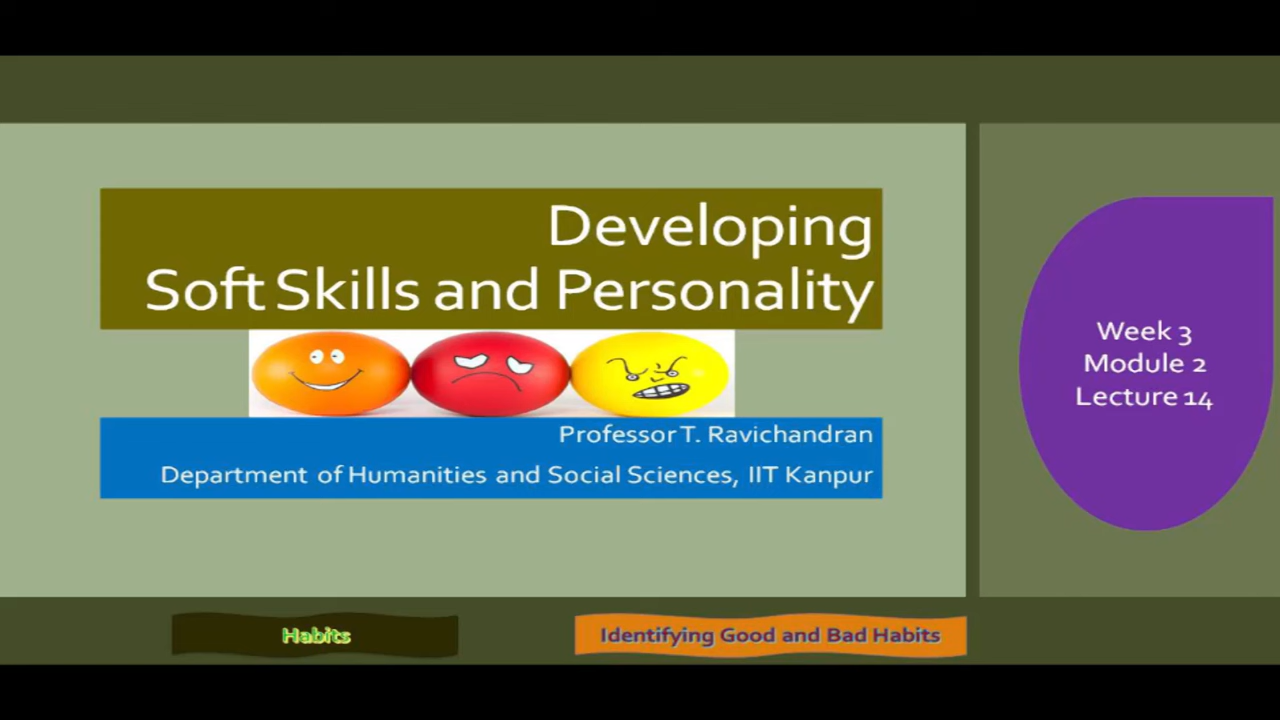 Developing
Soft Skills and Personality
Professor T. Ravichandran
Department of Humanities and Social Sciences, IIT Kanpur
Week 3
Module 2
Lecture 14
Habits
Identifying Good and Bad Habits